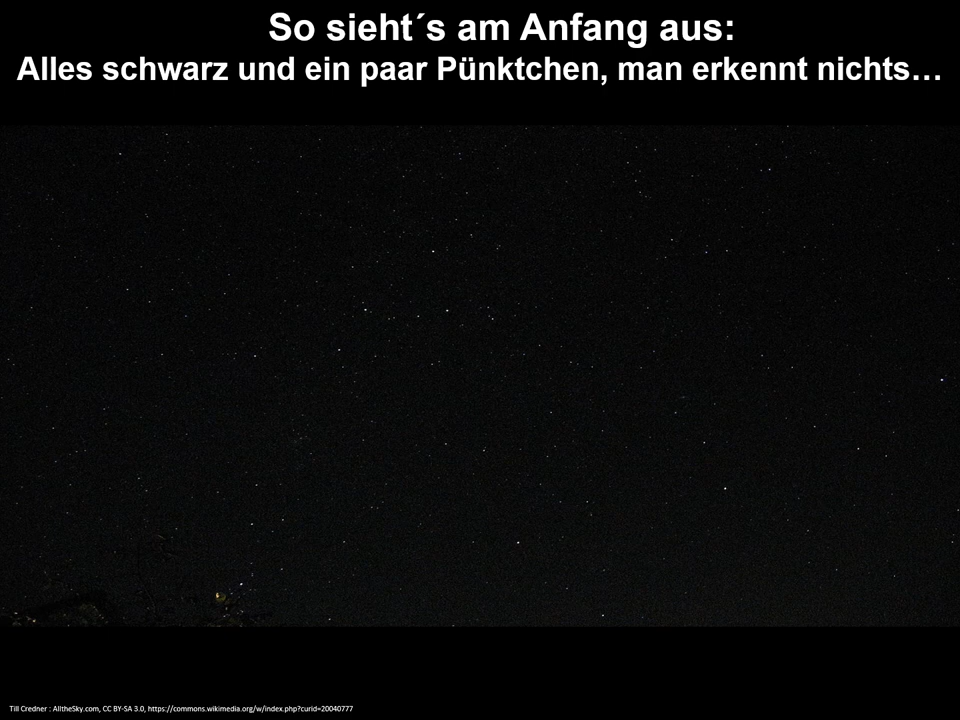 So sieht´s am Anfang aus:
Alles schwarz und ein paar Pünktchen, man erkennt nichts…
Till Credner : AlltheSky.com, CC BY-SA 3.0, https://commons.wikimedia.org/w/index.php?curid=20040777